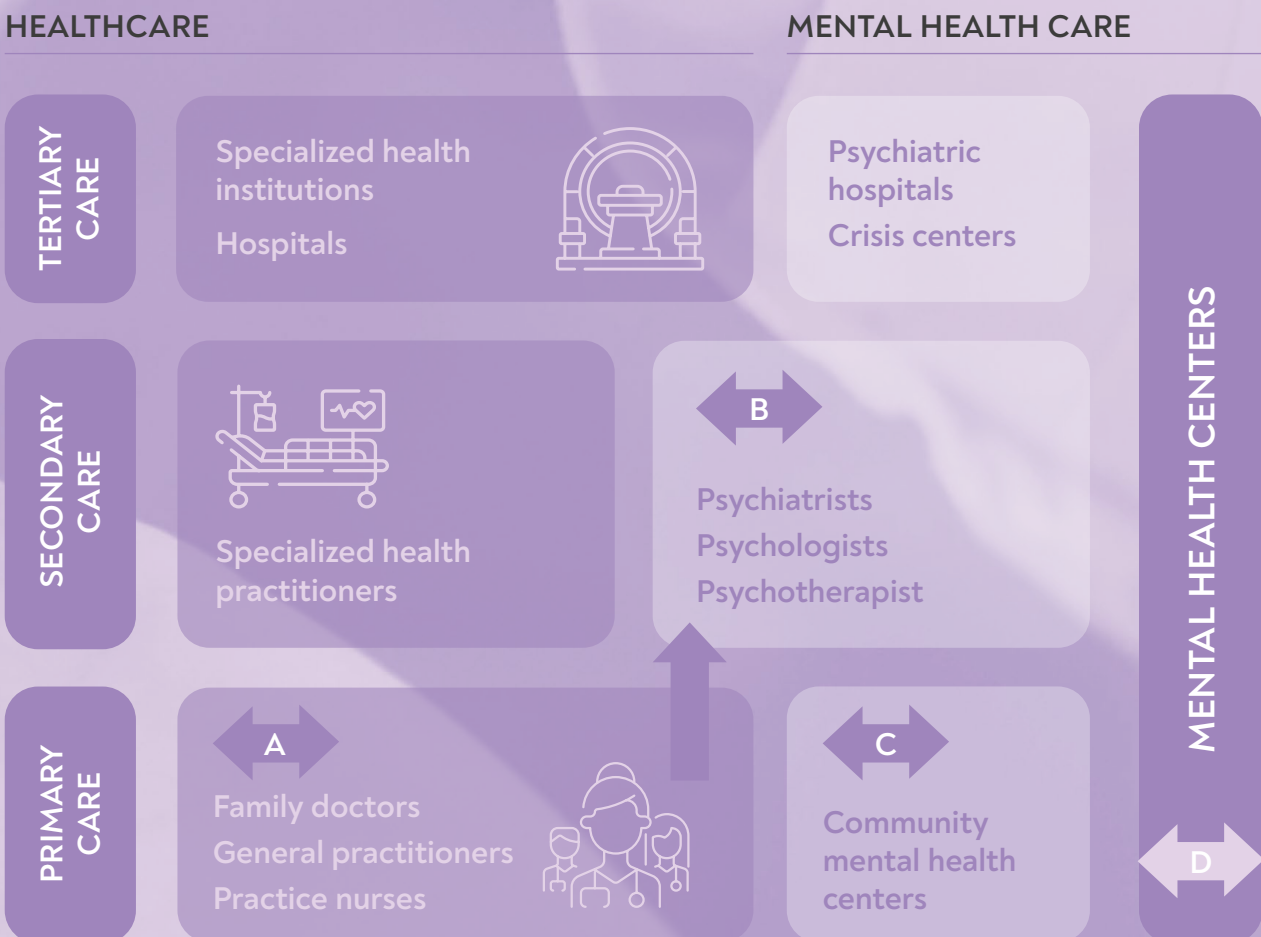 HEALTHCARE
MENTAL HEALTH CARE
TERTIARY
CARE
Specialized health
institutions
Hospitals
Psychiatric
hospitals
Crisis centers
SECONDARY
CARE
Specialized health
practitioners
B
Psychiatrists
Psychologists
Psychotherapist
PRIMARY
CARE
A
Family doctors
General practitioners
Practice nurses
C
Community
mental health
centers
MENTAL HEALTH CENTERS
D